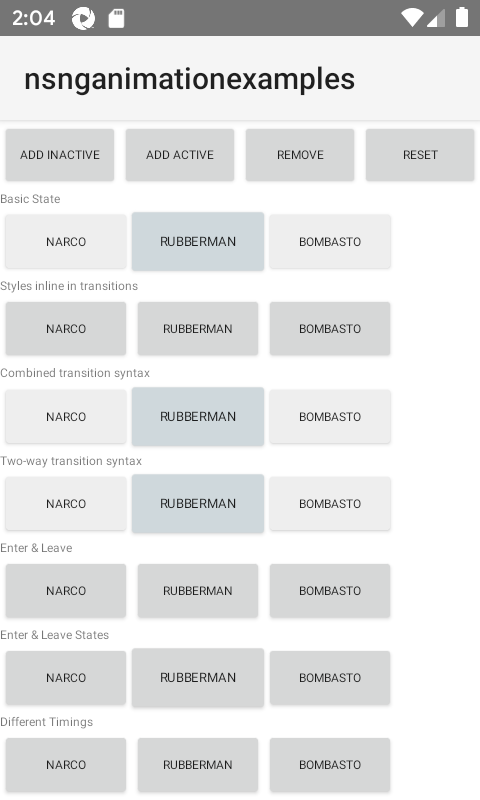 2:04
nsnganimationexamples
ADD INACTIVE ADD ACTIVE REMOVE RESET
Basic State
NARCO RUBBERMAN BOMBASTO
Styles inline in transitions
NARCO RUBBERMAN BOMBASTO
Combined transition syntax
NARCO RUBBERMAN BOMBASTO
Two-way transition syntax
NARCO RUBBERMAN BOMBASTO
Enter & Leave
NARCO RUBBERMAN BOMBASTO
Enter & Leave States
NARCO RUBBERMAN BOMBASTO
Different Timings
NARCO RUBBERMAN BOMBASTO